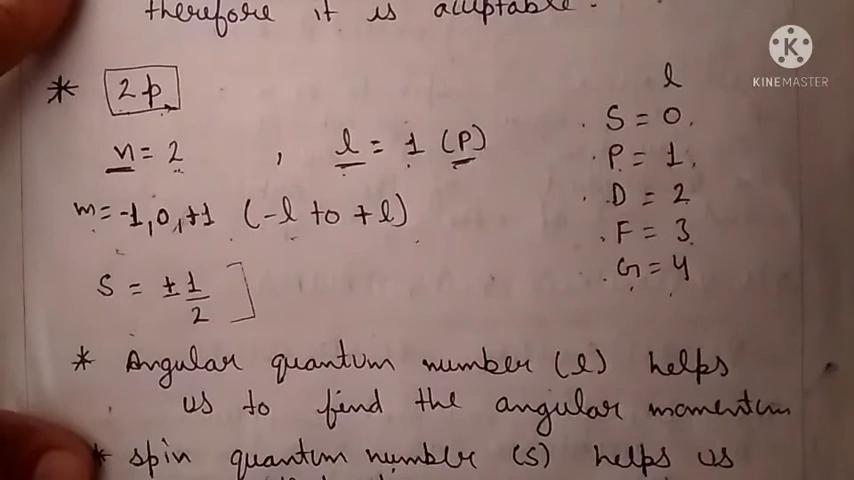 therefore it is acceptable.
K
KINEMASTER
* 2p
l
n = 2 , l = 1 (P)
S = 0
P = 1
m = -1, 0, +1 (-l to +l)
D = 2
F = 3
S = ± 1/2 ]
G = 4
* Angular quantum number (l) helps
us to find the angular momentum
* spin quantum number (s) helps us